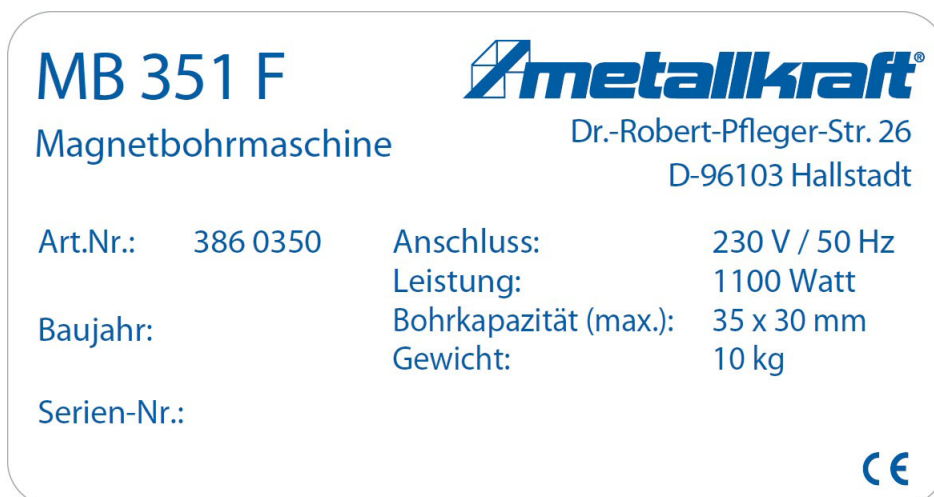 MB 351 F
metallkraft®
Magnetbohrmaschine
Dr.-Robert-Pfleger-Str. 26
D-96103 Hallstadt
Art.Nr.: 386 0350
Baujahr:
Serien-Nr.:
Anschluss: 230 V / 50 Hz
Leistung: 1100 Watt
Bohrkapazität (max.): 35 x 30 mm
Gewicht: 10 kg
CE